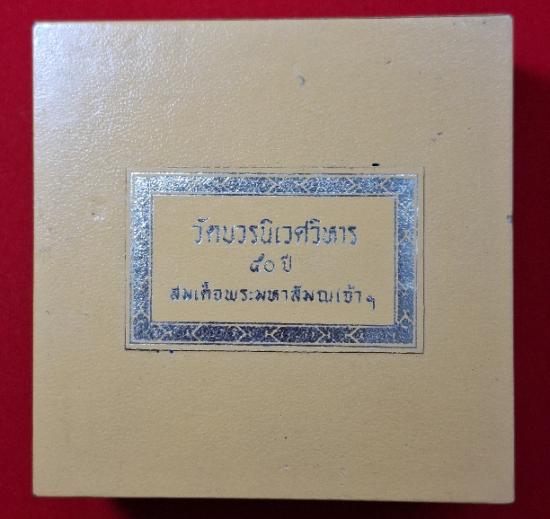 วัดบวรนิเวศวิหาร
๕๐ ปี
สมเด็จพระมหาสมณเจ้า ฯ